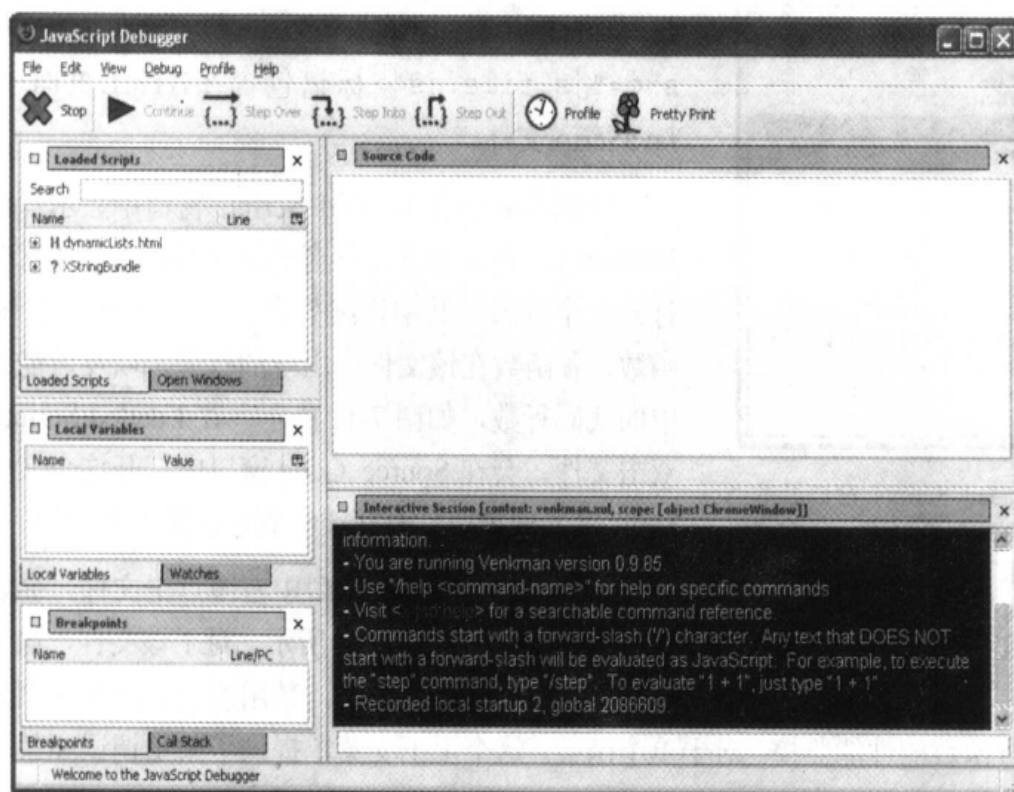 JavaScript Debugger
File Edit View Debug Profile Help
Stop Continue Step Over Step Into Step Out Profile Pretty Print
Loaded Scripts
Search
Name Line
H dynamicLists.html
? XStringBundle
Loaded Scripts Open Windows
Local Variables
Name Value
Local Variables Watches
Breakpoints
Name Line/PC
Breakpoints Call Stack
Source Code
Interactive Session [context: venkman.xul, scope: [object ChromeWindow]]
information.
- You are running Venkman version 0.9.85.
- Use "/help <command-name>" for help on specific commands
- Visit < > for a searchable command reference.
- Commands start with a forward-slash ('/') character. Any text that DOES NOT
start with a forward-slash will be evaluated as JavaScript. For example, to execute
the "step" command, type "/step". To evaluate "1 + 1", just type "1 + 1".
- Recorded local startup 2, global 2086609.
Welcome to the JavaScript Debugger